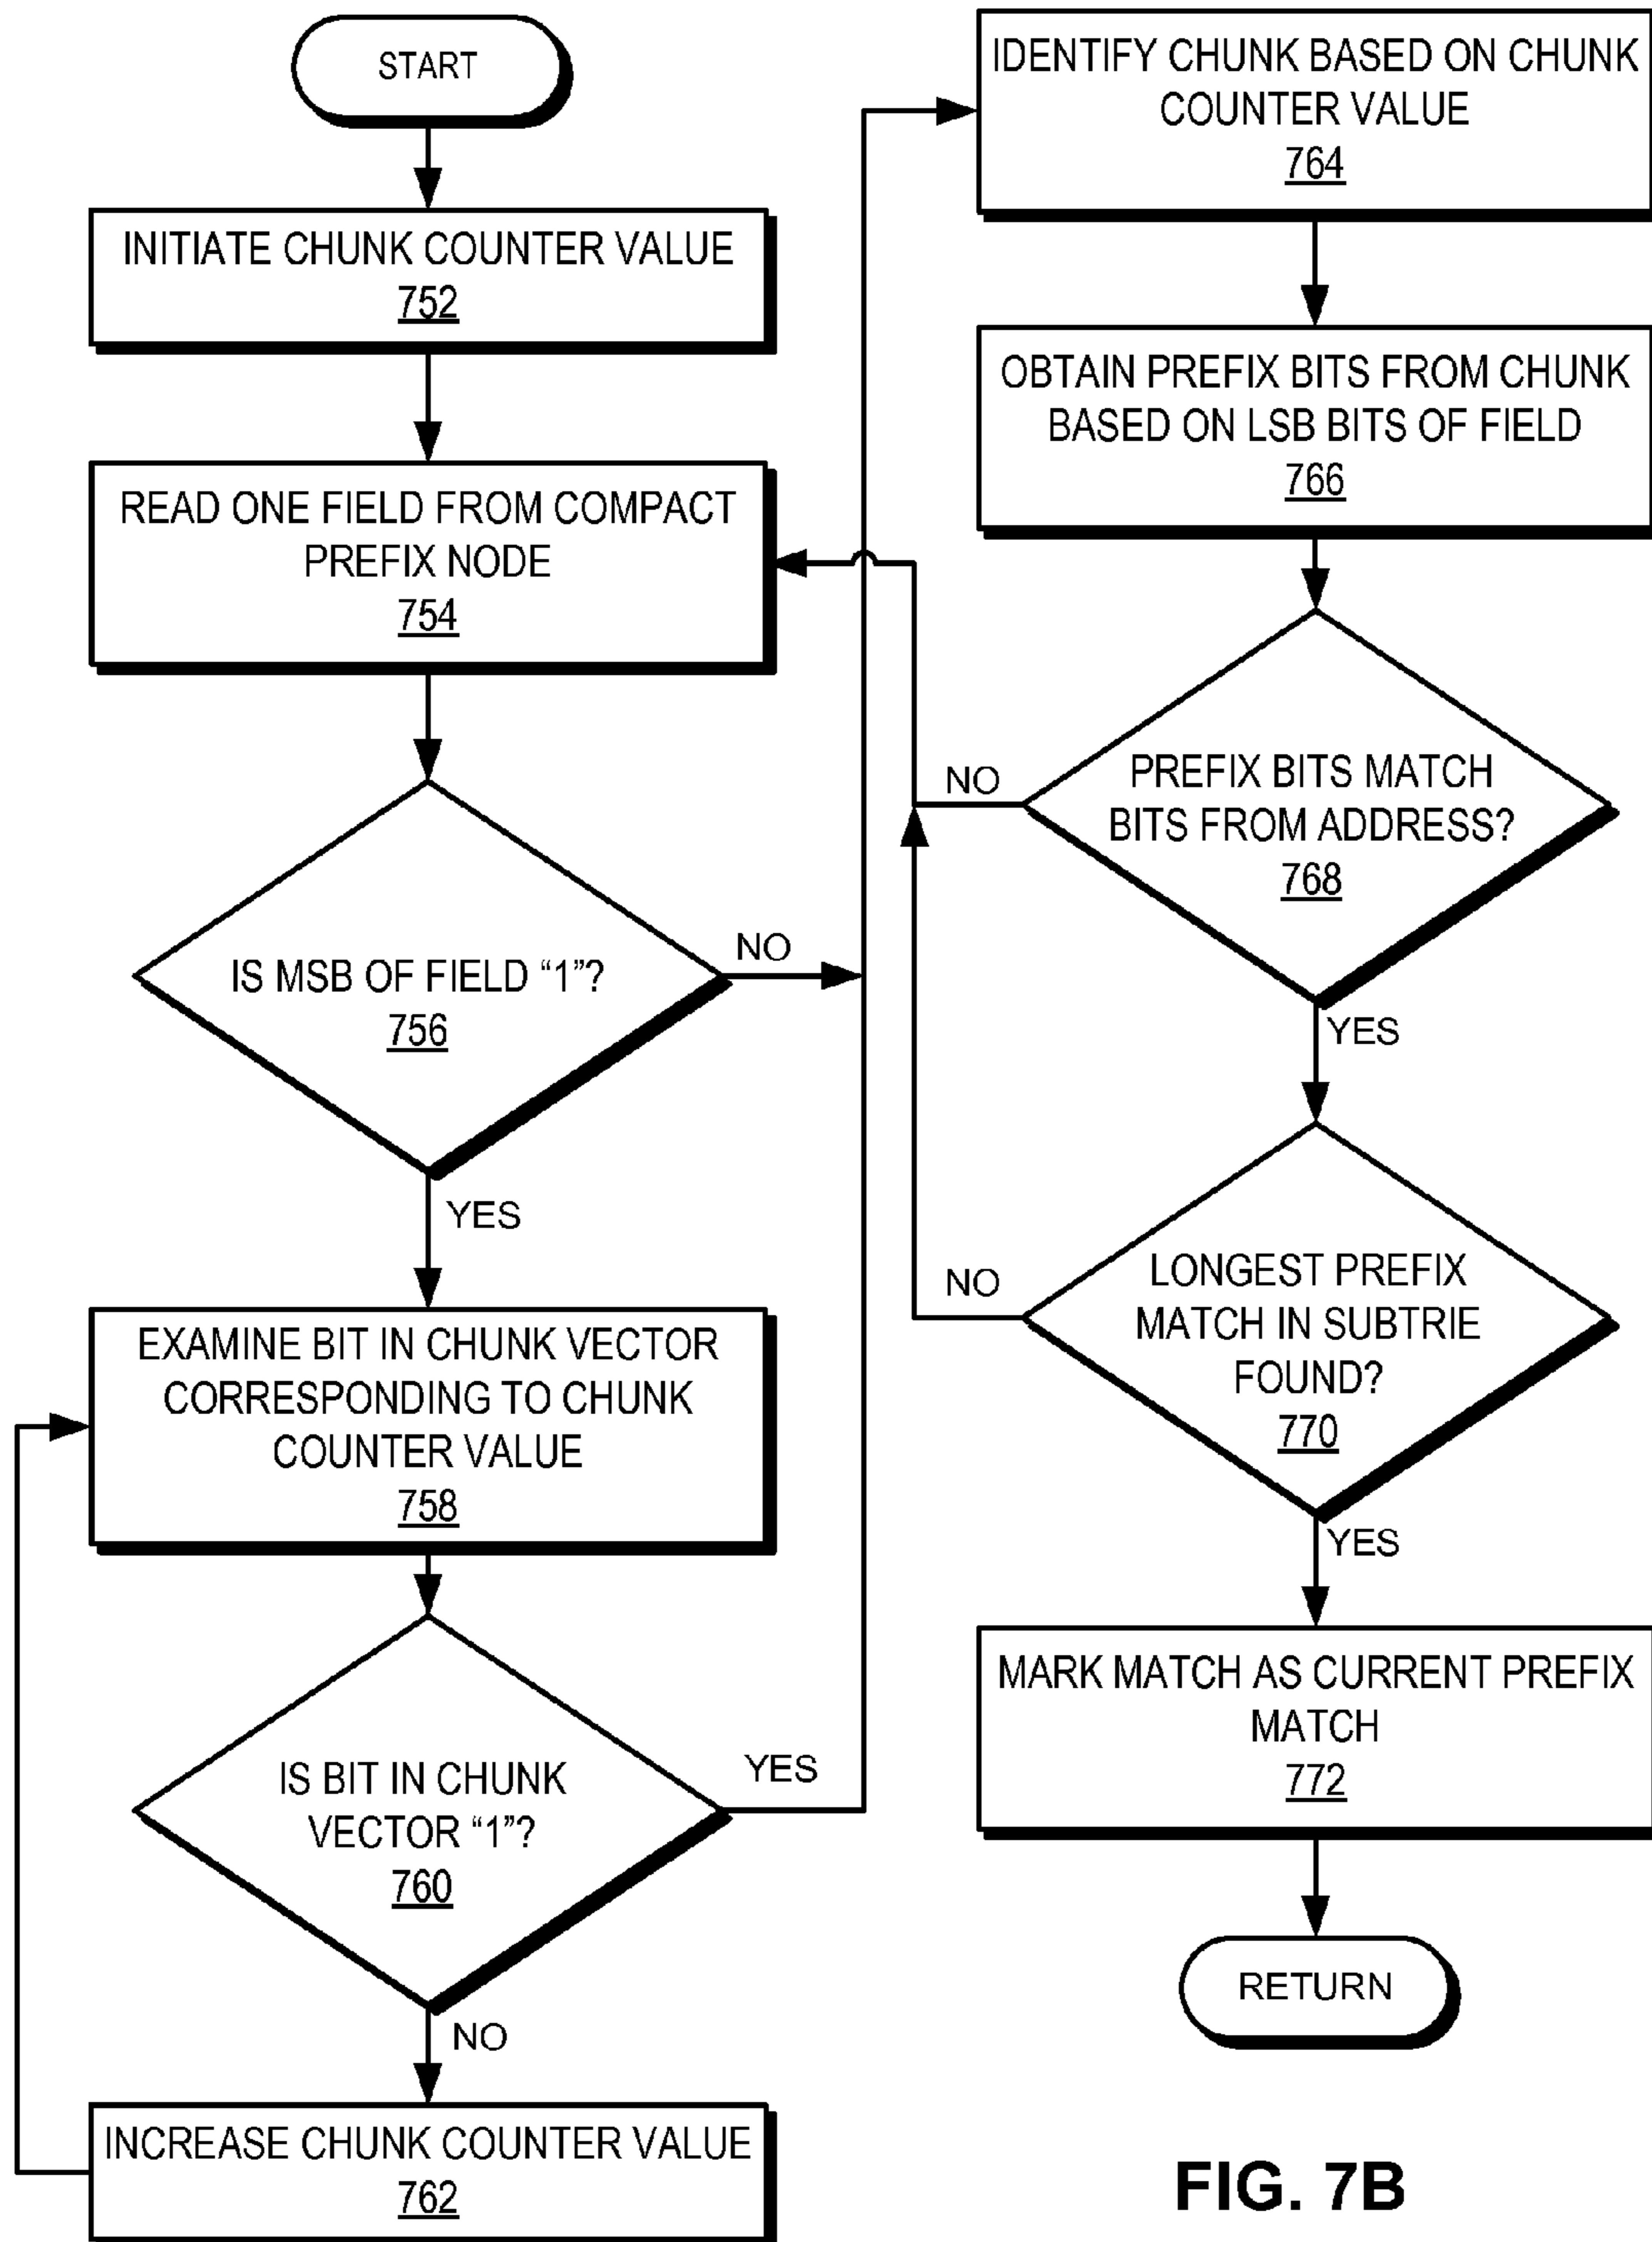 START
INITIATE CHUNK COUNTER VALUE
752
READ ONE FIELD FROM COMPACT
PREFIX NODE
754
IS MSB OF FIELD “1”?
756
NO
YES
EXAMINE BIT IN CHUNK VECTOR
CORRESPONDING TO CHUNK
COUNTER VALUE
758
IS BIT IN CHUNK
VECTOR “1”?
760
YES
NO
INCREASE CHUNK COUNTER VALUE
762
IDENTIFY CHUNK BASED ON CHUNK
COUNTER VALUE
764
OBTAIN PREFIX BITS FROM CHUNK
BASED ON LSB BITS OF FIELD
766
PREFIX BITS MATCH
BITS FROM ADDRESS?
768
NO
YES
LONGEST PREFIX
MATCH IN SUBTRIE
FOUND?
770
NO
YES
MARK MATCH AS CURRENT PREFIX
MATCH
772
RETURN
FIG. 7B